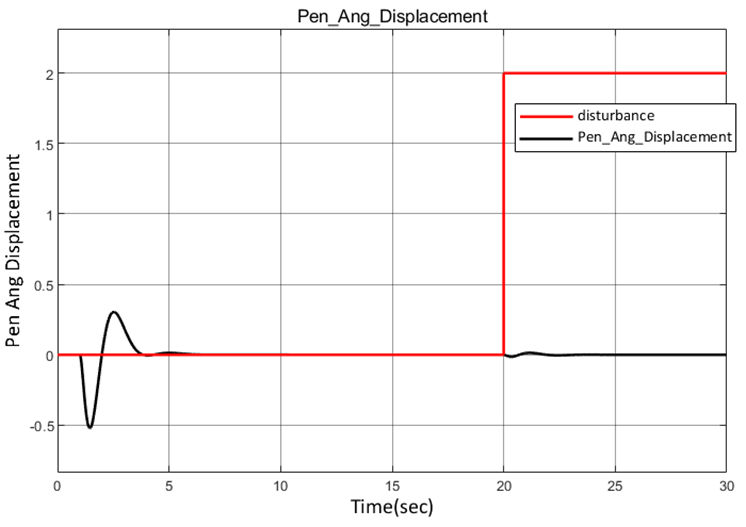 Pen_Ang_Displacement
2
1.5
1
0.5
0
-0.5
Pen Ang Displacement
disturbance
Pen_Ang_Displacement
0
5
10
15
20
25
30
Time(sec)